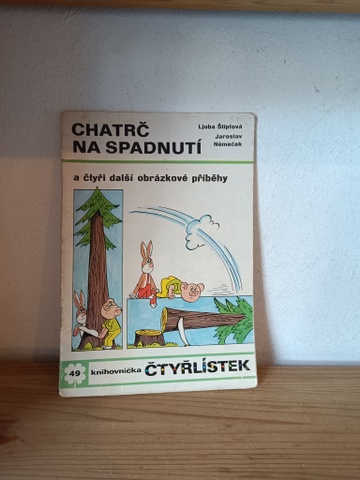 CHATRČ
NA SPADNUTÍ
Ljuba Štíplová
Jaroslav
Němeček
a čtyři další obrázkové příběhy
49 knihovnička ČTYŘLÍSTEK